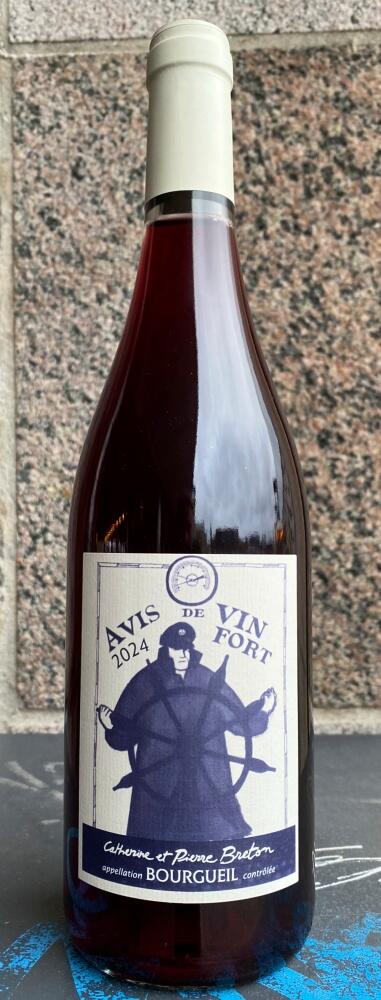 AVIS DE VIN
2024 FORT
Catherine et Pierre Breton
appellation BOURGUEIL contrôlée